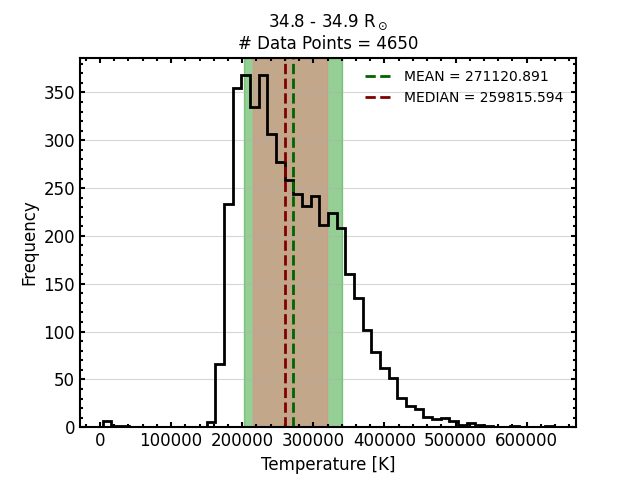 34.8 - 34.9 R⊙
# Data Points = 4650
MEAN = 271120.891
MEDIAN = 259815.594
Frequency
350
300
250
200
150
100
50
0
0 100000 200000 300000 400000 500000 600000
Temperature [K]